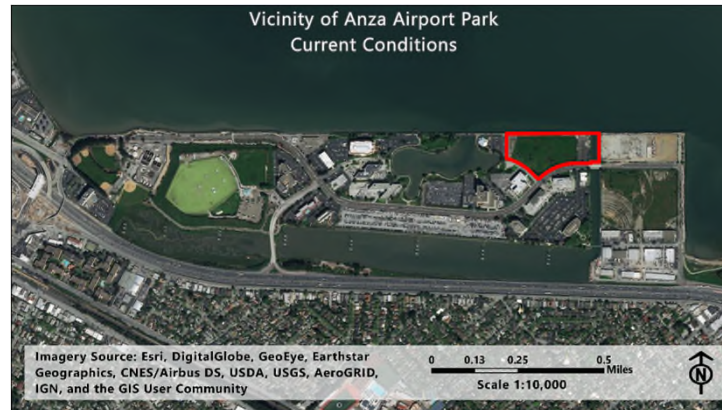 Vicinity of Anza Airport Park
Current Conditions
Imagery Source: Esri, DigitalGlobe, GeoEye, Earthstar
Geographics, CNES/Airbus DS, USDA, USGS, AeroGRID,
IGN, and the GIS User Community
0 0.13 0.25 0.5
Miles
Scale 1:10,000
N